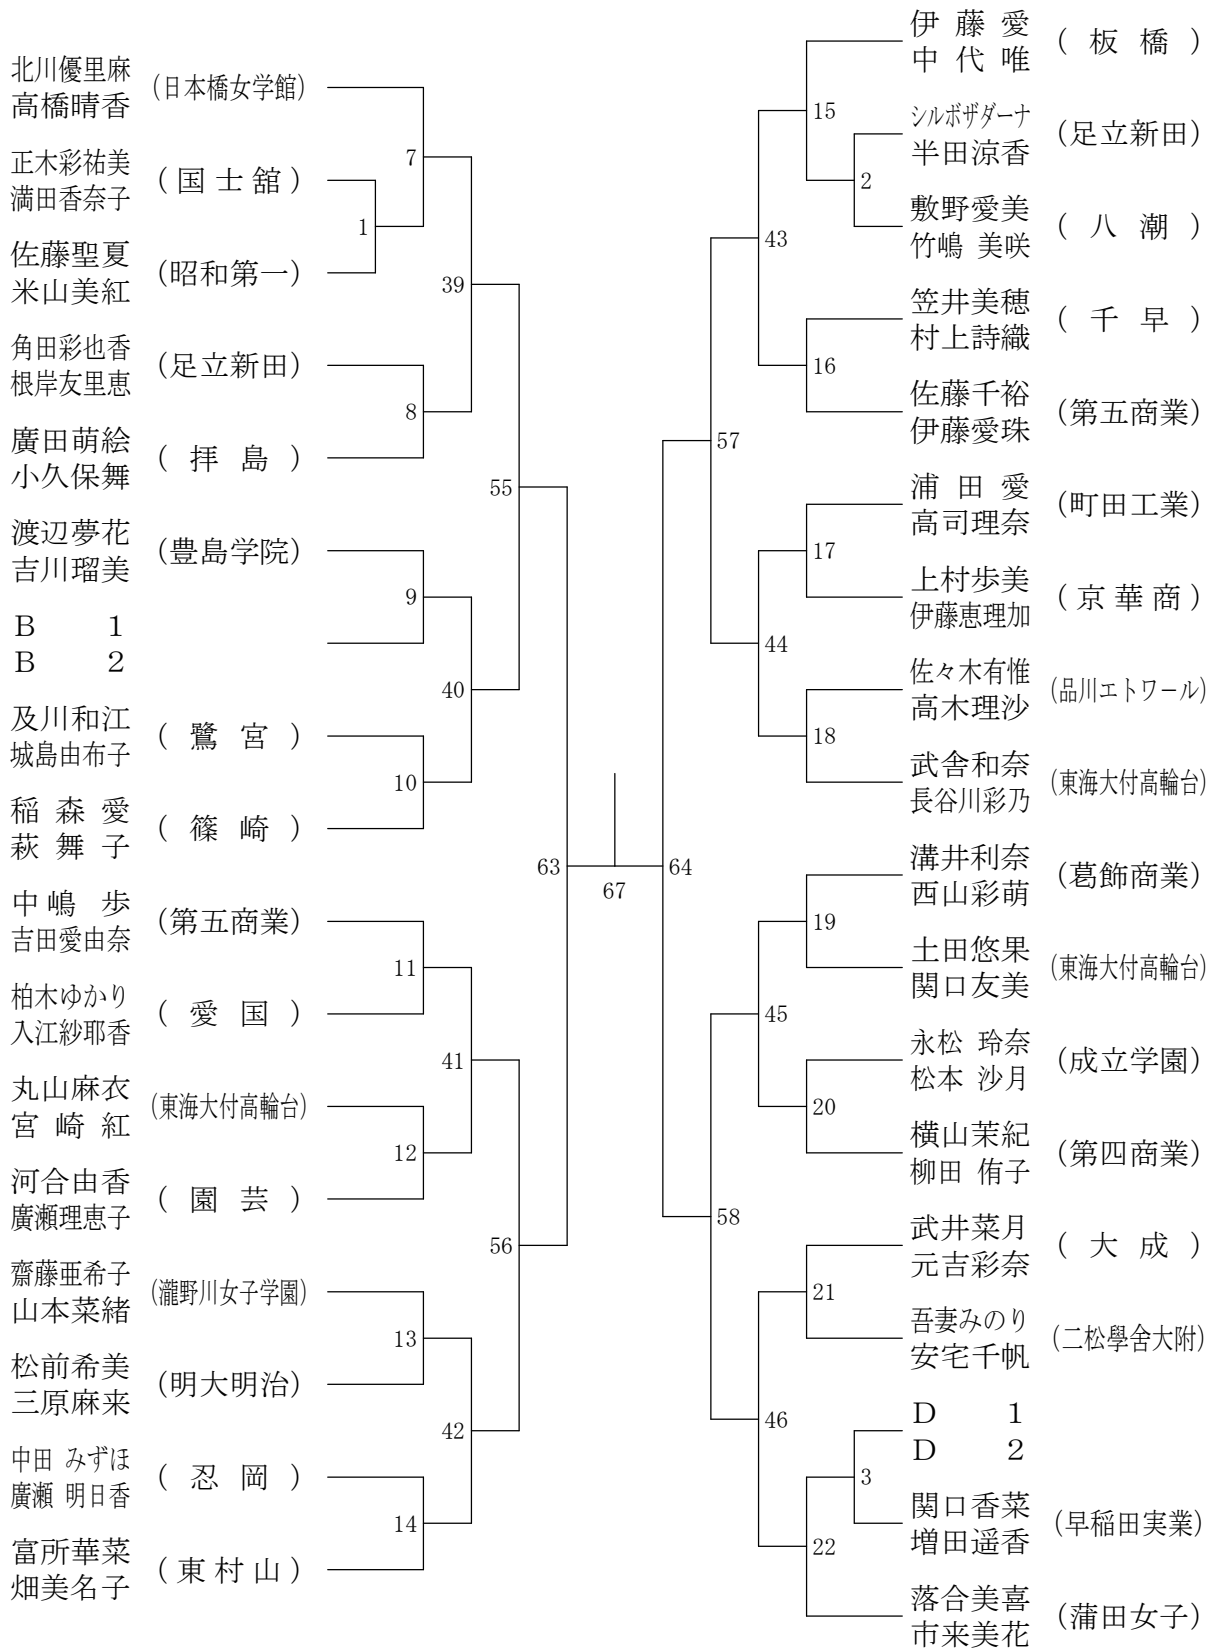 北川優里麻
高橋晴香
(日本橋女学館)
正木彩祐美
満田香奈子
(国士舘)
佐藤聖夏
米山美紅
(昭和第一)
角田彩也香
根岸友里恵
(足立新田)
廣田萌絵
小久保舞
(拝島)
渡辺夢花
吉川瑠美
(豊島学院)
B 1
B 2
及川和江
城島由布子
(鷺宮)
稲森愛
萩舞子
(篠崎)
中嶋歩
吉田愛由奈
(第五商業)
柏木ゆかり
入江紗耶香
(愛国)
丸山麻衣
宮崎紅
(東海大付高輪台)
河合由香
廣瀬理恵子
(園芸)
齋藤亜希子
山本菜緒
(瀧野川女子学園)
松前希美
三原麻来
(明大明治)
中田 みずほ
廣瀬 明日香
(忍岡)
富所華菜
畑美名子
(東村山)
7
1
39
8
55
9
40
10
63
11
41
12
56
13
42
14
67
64
15
2
43
16
57
17
44
18
19
45
20
58
21
46
3
22
伊藤愛
中代唯
(板橋)
シルボザダーナ
半田涼香
(足立新田)
敷野愛美
竹嶋 美咲
(八潮)
笠井美穂
村上詩織
(千早)
佐藤千裕
伊藤愛珠
(第五商業)
浦田愛
高司理奈
(町田工業)
上村歩美
伊藤恵理加
(京華商)
佐々木有惟
高木理沙
(品川エトワール)
武舎和奈
長谷川彩乃
(東海大付高輪台)
溝井利奈
西山彩萌
(葛飾商業)
土田悠果
関口友美
(東海大付高輪台)
永松 玲奈
松本 沙月
(成立学園)
横山茉紀
柳田 侑子
(第四商業)
武井菜月
元吉彩奈
(大成)
吾妻みのり
安宅千帆
(二松學舎大附)
D 1
D 2
関口香菜
増田遥香
(早稲田実業)
落合美喜
市来美花
(蒲田女子)